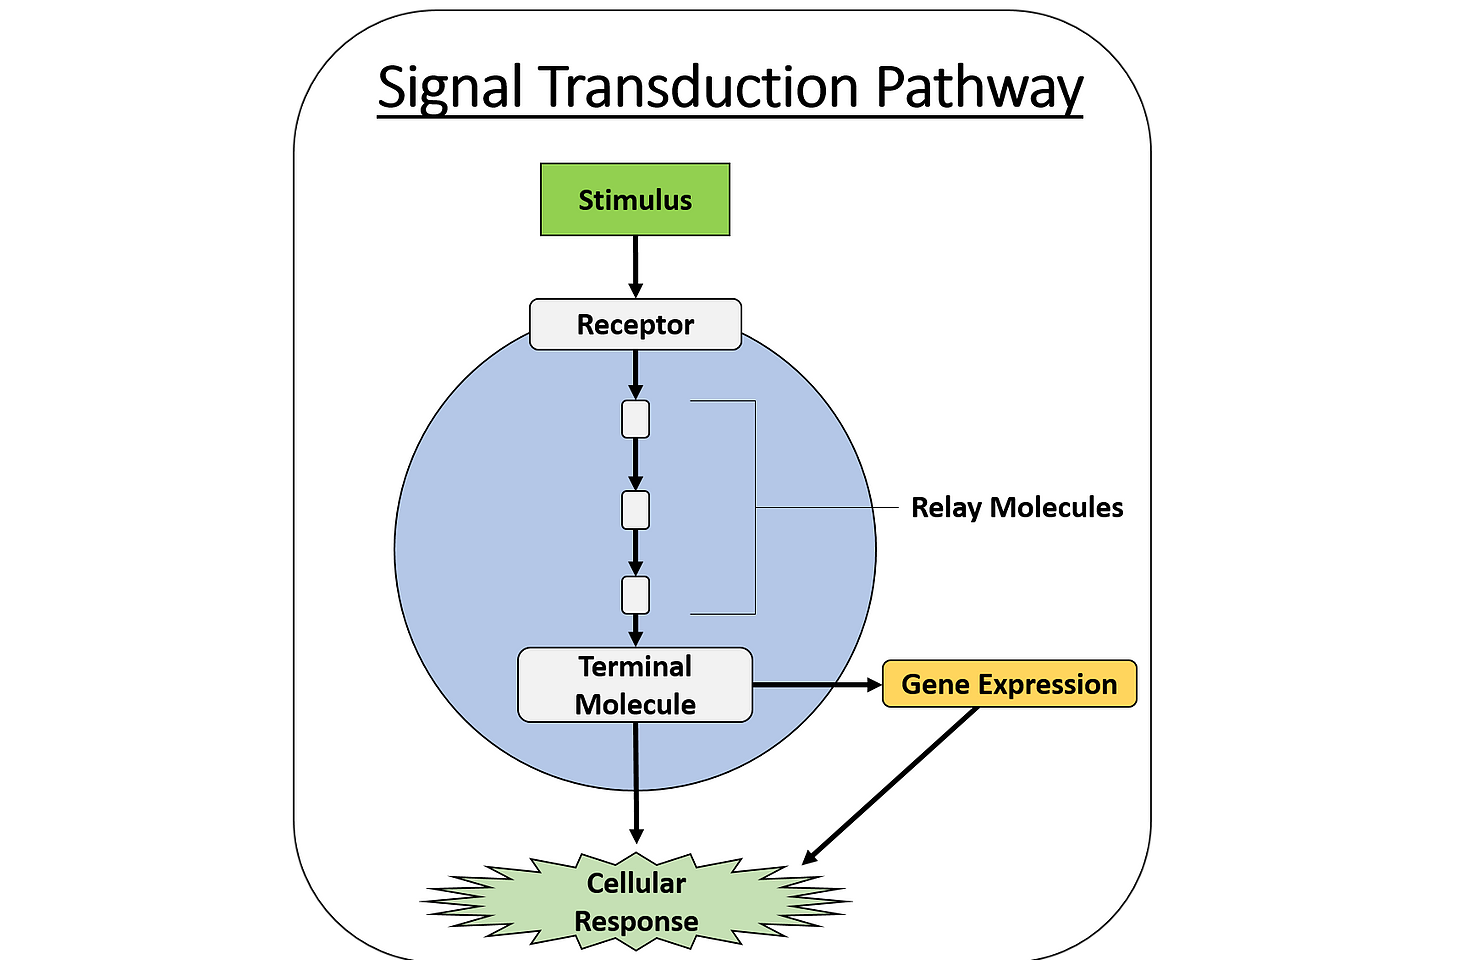 Signal Transduction Pathway
Stimulus
Receptor
Relay Molecules
Terminal
Molecule
Gene Expression
Cellular
Response